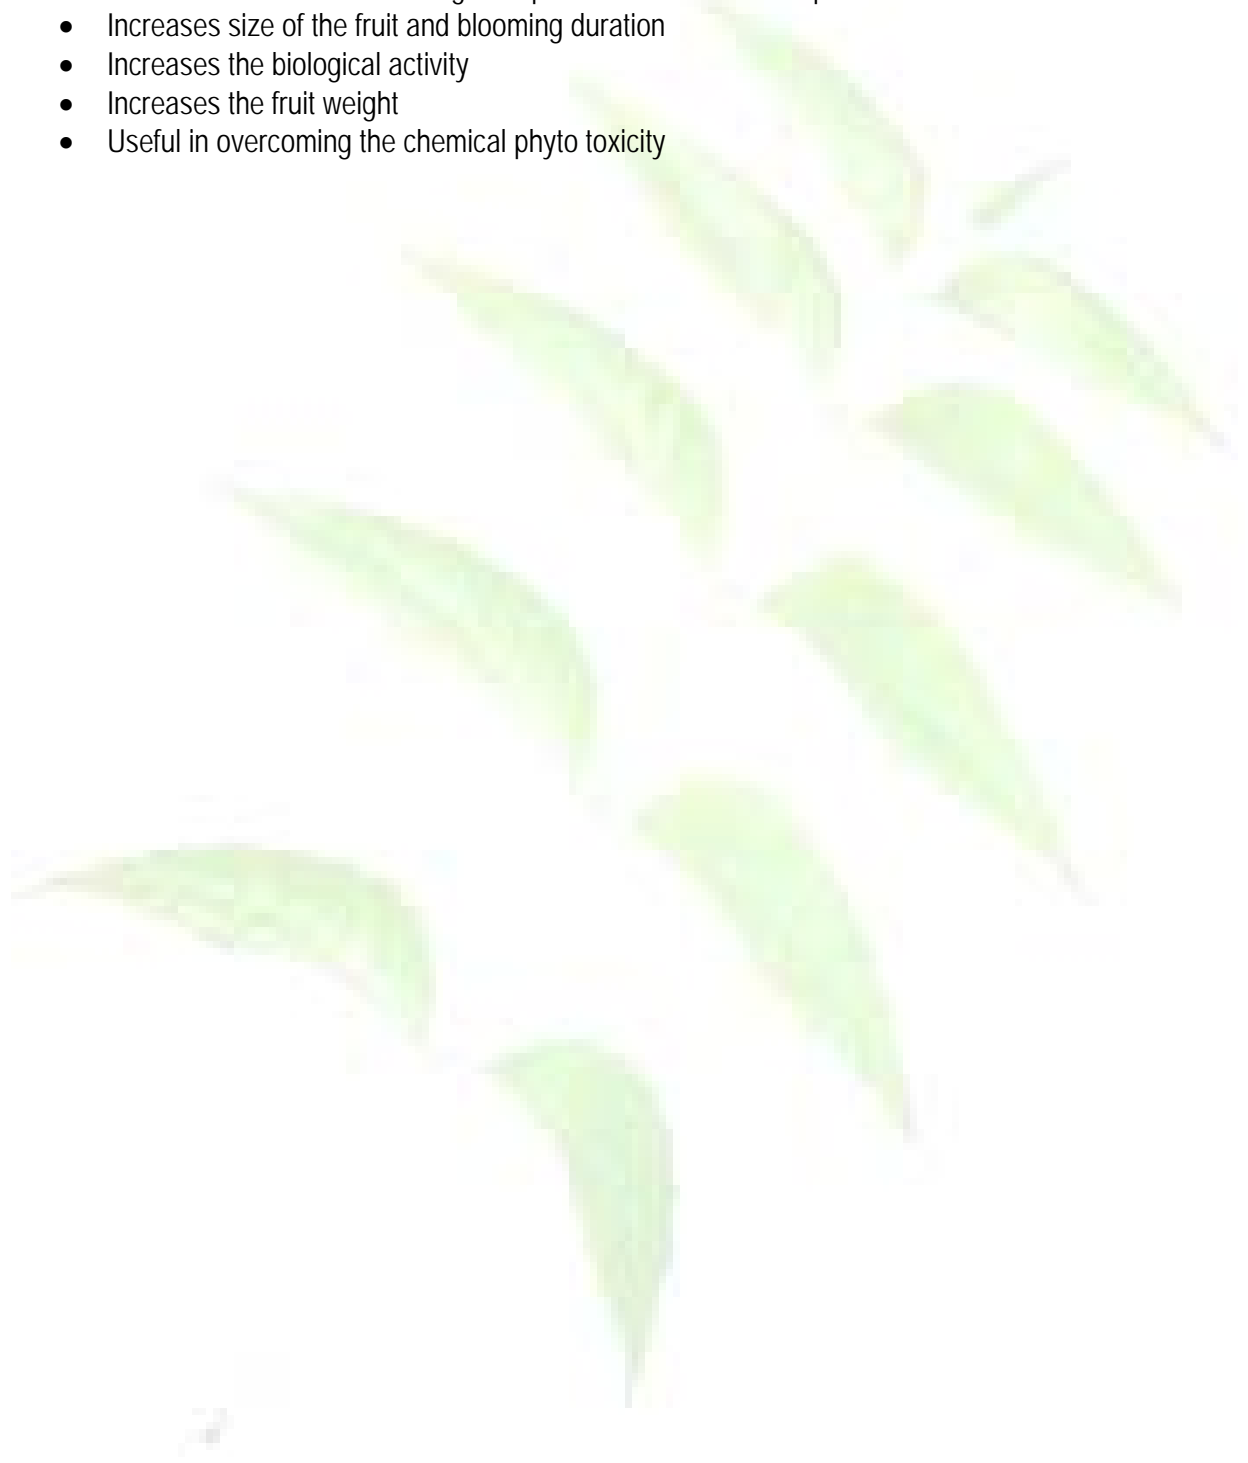 • Increases size of the fruit and blooming duration
• Increases the biological activity
• Increases the fruit weight
• Useful in overcoming the chemical phyto toxicity